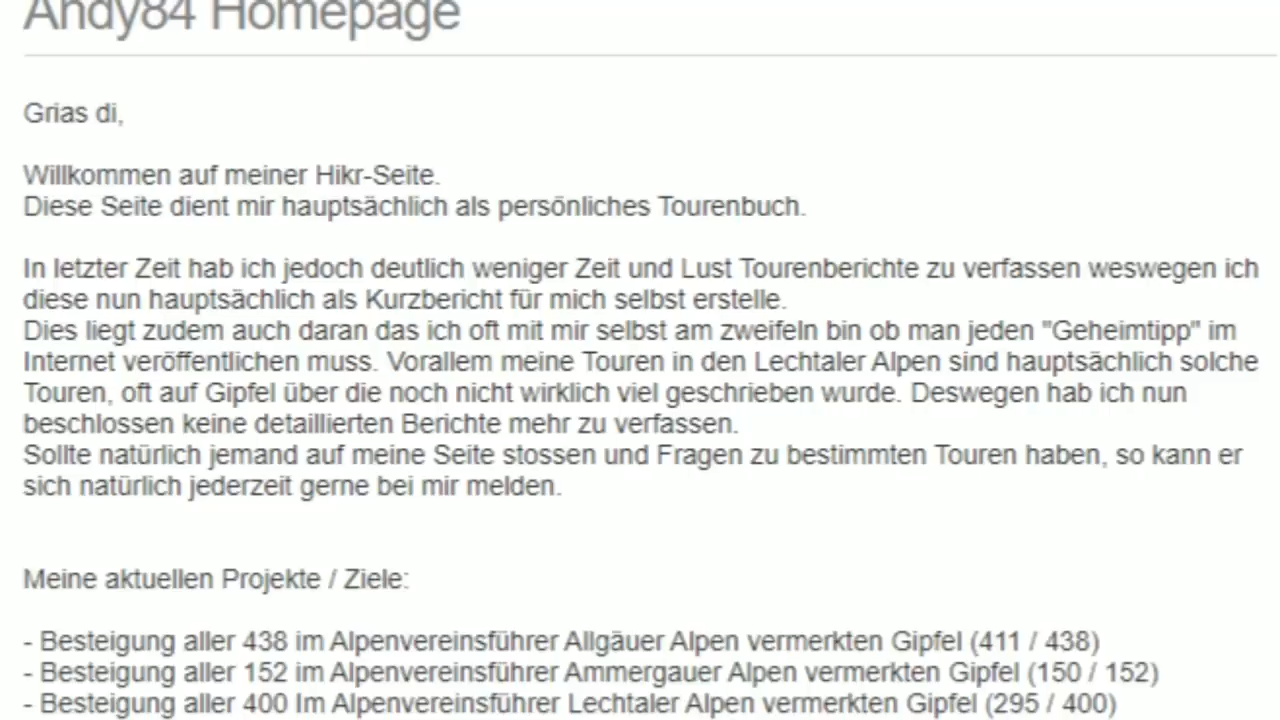 Andy84 Homepage
Grias di,
Willkommen auf meiner Hikr-Seite.
Diese Seite dient mir hauptsächlich als persönliches Tourenbuch.
In letzter Zeit hab ich jedoch deutlich weniger Zeit und Lust Tourenberichte zu verfassen weswegen ich
diese nun hauptsächlich als Kurzbericht für mich selbst erstelle.
Dies liegt zudem auch daran das ich oft mit mir selbst am zweifeln bin ob man jeden "Geheimtipp" im
Internet veröffentlichen muss. Vorallem meine Touren in den Lechtaler Alpen sind hauptsächlich solche
Touren, oft auf Gipfel über die noch nicht wirklich viel geschrieben wurde. Deswegen hab ich nun
beschlossen keine detaillierten Berichte mehr zu verfassen.
Sollte natürlich jemand auf meine Seite stossen und Fragen zu bestimmten Touren haben, so kann er
sich natürlich jederzeit gerne bei mir melden.
Meine aktuellen Projekte / Ziele:
- Besteigung aller 438 im Alpenvereinsführer Allgäuer Alpen vermerkten Gipfel (411 / 438)
- Besteigung aller 152 im Alpenvereinsführer Ammergauer Alpen vermerkten Gipfel (150 / 152)
- Besteigung aller 400 Im Alpenvereinsführer Lechtaler Alpen vermerkten Gipfel (295 / 400)